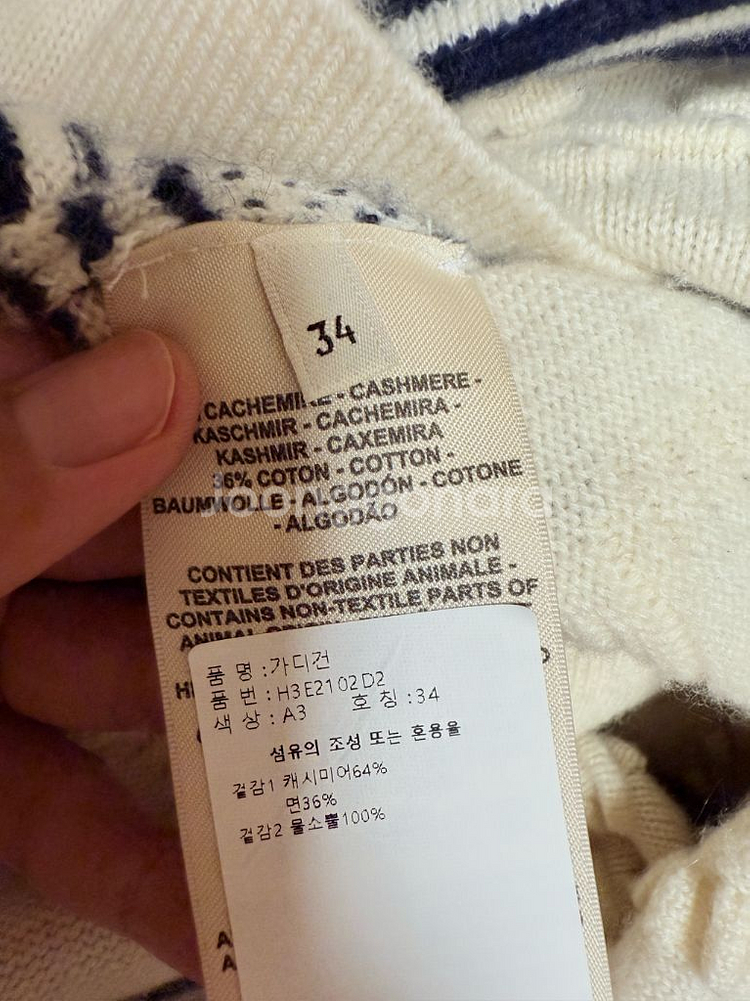 34
CACHEMIRE - CASHMERE -
KASCHMIR - CACHEMIRA -
KASHMIR - CAXEMIRA
36% COTON - COTTON -
BAUMWOLLE - ALGODÓN - COTONE
- ALGODÃO
CONTIENT DES PARTIES NON
TEXTILES D'ORIGINE ANIMALE -
CONTAINS NON-TEXTILE PARTS OF
품 명 : 가디건
품 번 : H3E2102D2
색 상 : A3 호 칭 : 34
섬유의 조성 또는 혼용율
겉감1 캐시미어64%
면36%
겉감2 물소뿔100%